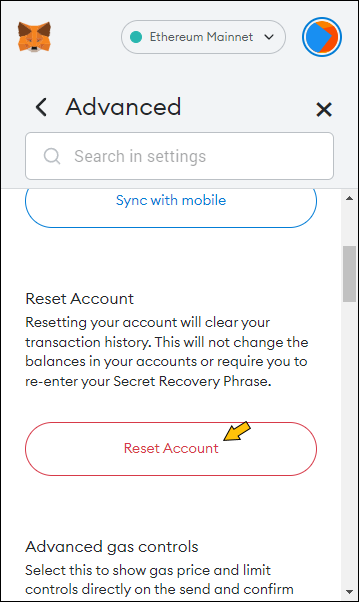 Ethereum Mainnet
Advanced
Search in settings
Sync with mobile
Reset Account
Resetting your account will clear your
transaction history. This will not change the
balances in your accounts or require you to
re-enter your Secret Recovery Phrase.
Reset Account
Advanced gas controls
Select this to show gas price and limit
controls directly on the send and confirm